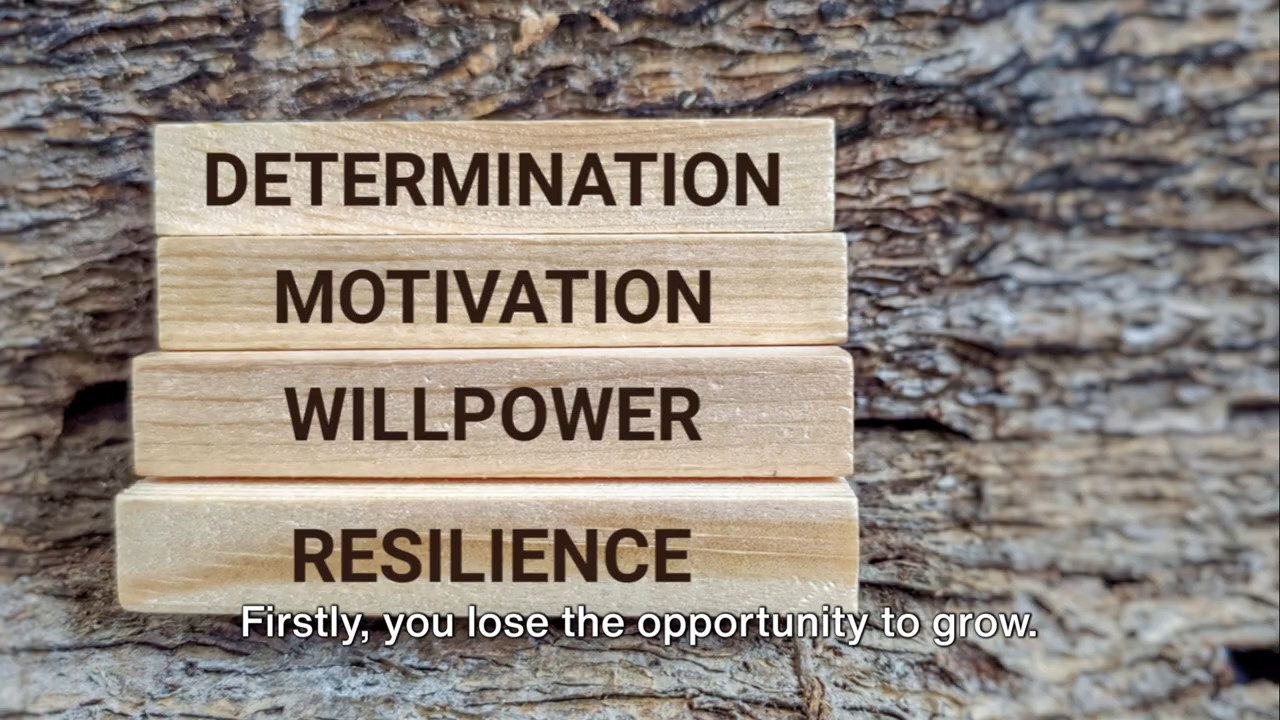 DETERMINATION
MOTIVATION
WILLPOWER
RESILIENCE
Firstly, you lose the opportunity to grow.